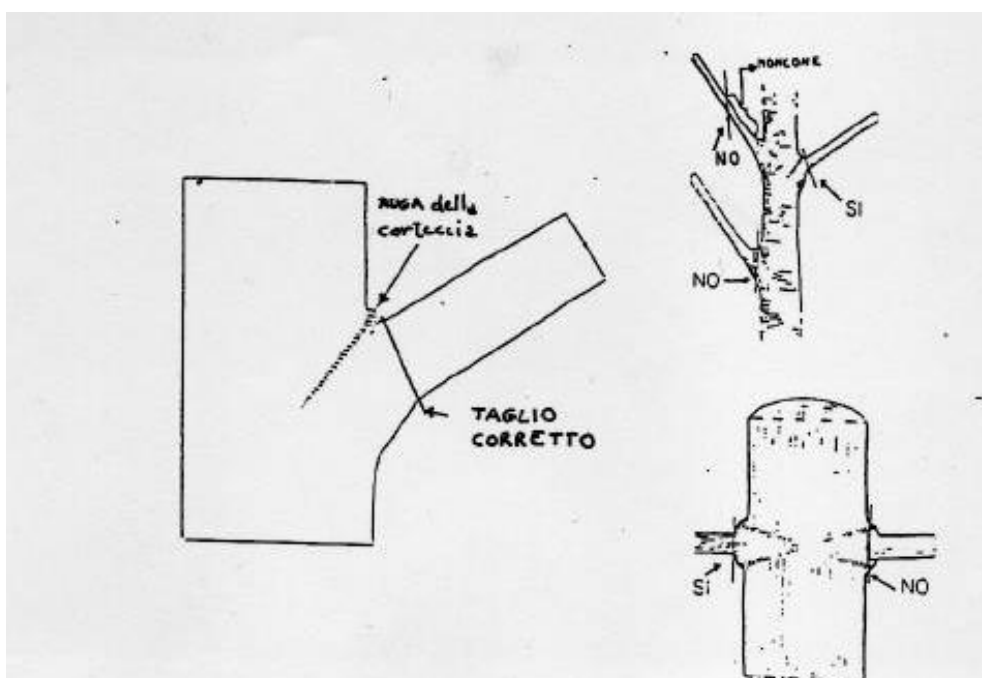 RUGA della
corteccia
TAGLIO
CORRETTO
MONCONE
NO
SI
NO
Si
NO